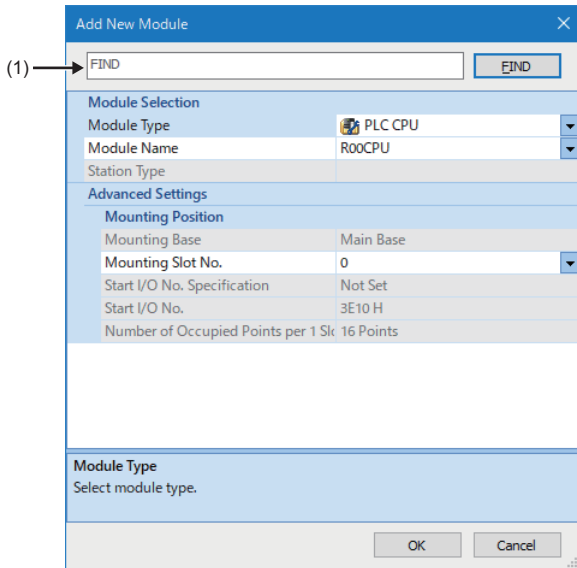 Add New Module
(1) FIND FIND
Module Selection
Module Type PLC CPU
Module Name R00CPU
Station Type
Advanced Settings
Mounting Position
Mounting Base Main Base
Mounting Slot No. 0
Start I/O No. Specification Not Set
Start I/O No. 3E10 H
Number of Occupied Points per 1 Slo 16 Points
Module Type
Select module type.
OK Cancel